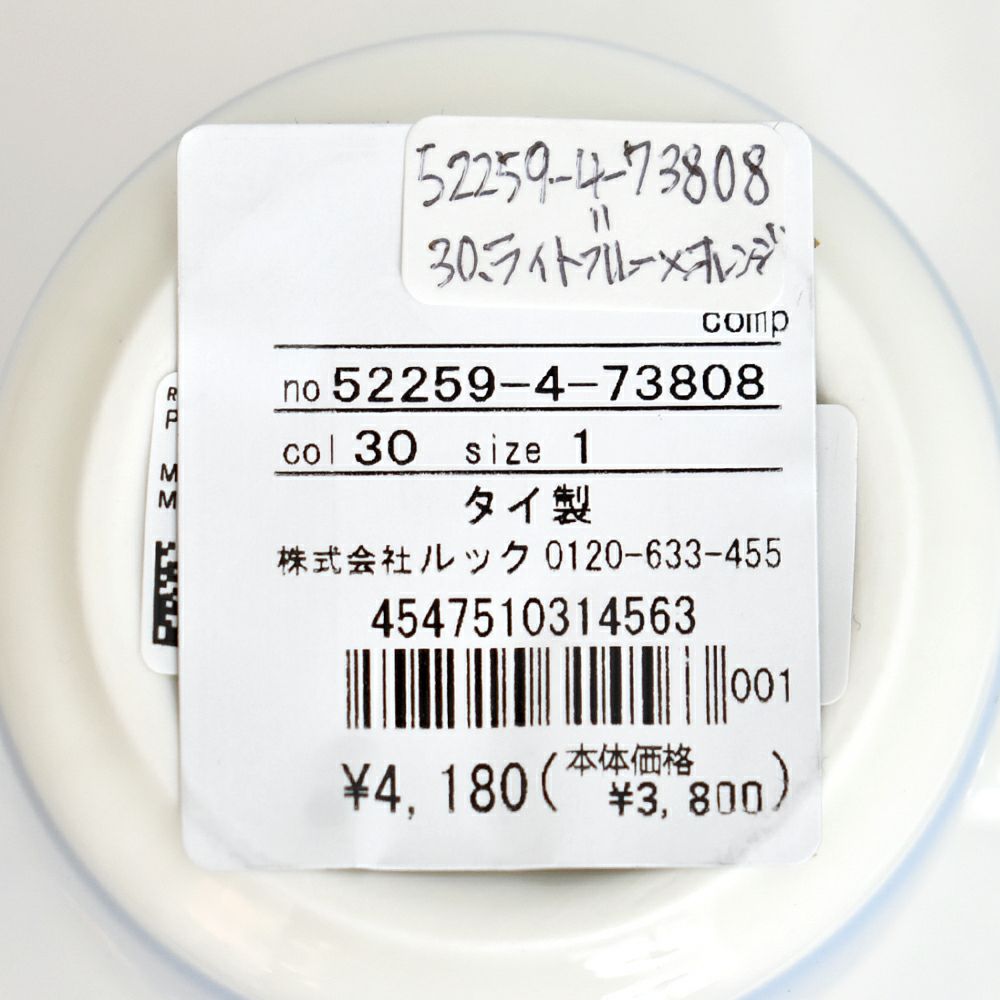 52259-4-73808
=
30.ライトブルー×オレンジ
comp
no 52259-4-73808
col 30 size 1
タイ製
株式会社ルック 0120-633-455
4547510314563
001
¥4,180(本体価格
¥3,800)
R
P
M
M